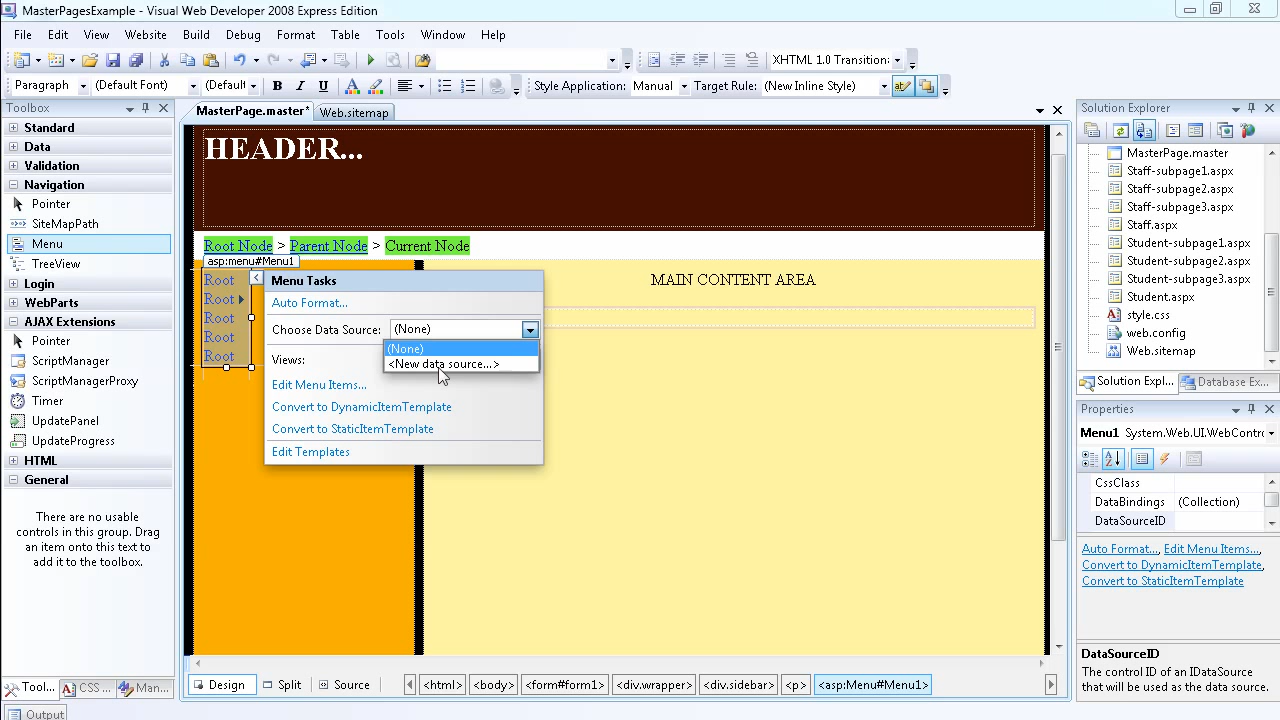 MasterPagesExample - Visual Web Developer 2008 Express Edition
File Edit View Website Build Debug Format Table Tools Window Help
XHTML 1.0 Transition
Paragraph (Default Font) (Defaul B I U A Style Application: Manual Target Rule: (New Inline Style)
Toolbox
Standard
Data
Validation
Navigation
Pointer
SiteMapPath
Menu
TreeView
Login
WebParts
AJAX Extensions
Pointer
ScriptManager
ScriptManagerProxy
Timer
UpdatePanel
UpdateProgress
HTML
General
There are no usable
controls in this group. Drag
an item onto this text to
add it to the toolbox.
Tool... CSS ... Man...
Output
MasterPage.master* Web.sitemap
HEADER...
Root Node > Parent Node > Current Node
asp:menu#Menu1
Root
Root
Root
Root
Root
Menu Tasks
Auto Format...
Choose Data Source: (None)
(None)
<New data source...>
Views:
Edit Menu Items...
Convert to DynamicItemTemplate
Convert to StaticItemTemplate
Edit Templates
MAIN CONTENT AREA
Design Split Source <html> <body> <form#form1> <div.wrapper> <div.sidebar> <p> <asp:Menu#Menu1>
Solution Explorer
MasterPage.master
Staff-subpage1.aspx
Staff-subpage2.aspx
Staff-subpage3.aspx
Staff.aspx
Student-subpage1.aspx
Student-subpage2.aspx
Student-subpage3.aspx
Student.aspx
style.css
web.config
Web.sitemap
Solution Expl... Database Ex...
Properties
Menu1 System.Web.UI.WebContro
CssClass
DataBindings (Collection)
DataSourceID
Auto Format..., Edit Menu Items...,
Convert to DynamicItemTemplate,
Convert to StaticItemTemplate
DataSourceID
The control ID of an IDataSource
that will be used as the data source.